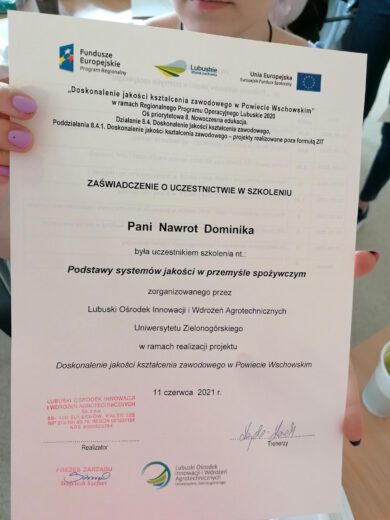 Fundusze
Europejskie
Program Regionalny
Lubuskie
Warte zachodu
Unia Europejska
Europejski Fundusz Społeczny
„Doskonalenie jakości kształcenia zawodowego w Powiecie Wschowskim”
w ramach Regionalnego Programu Operacyjnego Lubuskie 2020
Oś priorytetowa 8. Nowoczesna edukacja.
Działanie 8.4. Doskonalenie jakości kształcenia zawodowego,
Poddziałania 8.4.1. Doskonalenie jakości kształcenia zawodowego – projekty realizowane poza formułą ZIT
ZAŚWIADCZENIE O UCZESTNICTWIE W SZKOLENIU
Pani Nawrot Dominika
była uczestnikiem szkolenia nt.:
Podstawy systemów jakości w przemyśle spożywczym
zorganizowanego przez
Lubuski Ośrodek Innowacji i Wdrożeń Agrotechnicznych
Uniwersytetu Zielonogórskiego
w ramach realizacji projektu
Doskonalenie jakości kształcenia zawodowego w Powiecie Wschowskim
11 czerwca 2021 r.
LUBUSKI OŚRODEK INNOWACJI
I WDROŻEŃ AGROTECHNICZNYCH
Realizator
Trenerzy
PREZES ZARZĄDU
Lubuski Ośrodek
Innowacji i Wdrożeń
Agrotechnicznych
Uniwersytetu Zielonogórskiego